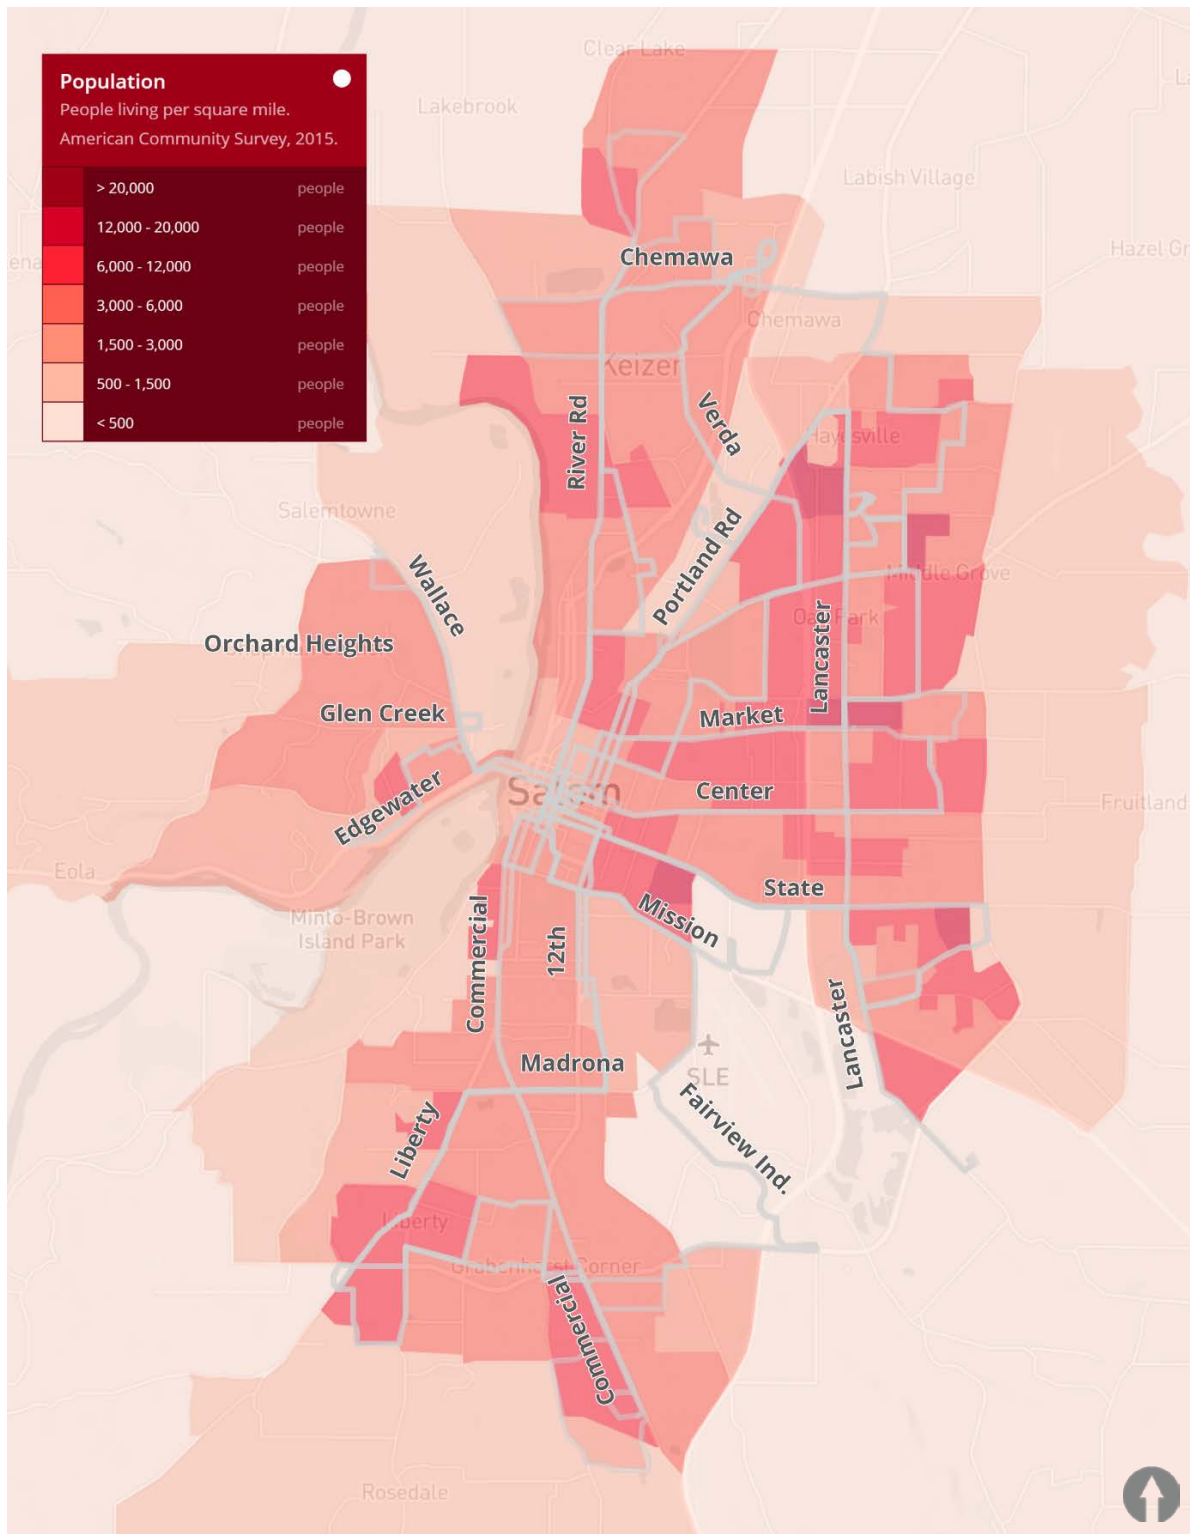 Population
People living per square mile.
American Community Survey, 2015.
> 20,000 people
12,000 - 20,000 people
6,000 - 12,000 people
3,000 - 6,000 people
1,500 - 3,000 people
500 - 1,500 people
< 500 people
Clear Lake
Lakebrook
Labish Village
Hazel Gr
Chemawa
Chemawa
Keizer
River Rd
Verda
Hayesville
Salemtowne
Portland Rd
Wallace
Middle Grove
Lancaster
Orchard Heights
Glen Creek
Market
Edgewater
Salem
Center
Fruitland
Eola
State
Minto-Brown
Island Park
Commercial
12th
Mission
Lancaster
Madrona
SLE
Liberty
Fairview Ind.
Liberty
Grabenhorst Corner
Commercial
Rosedale